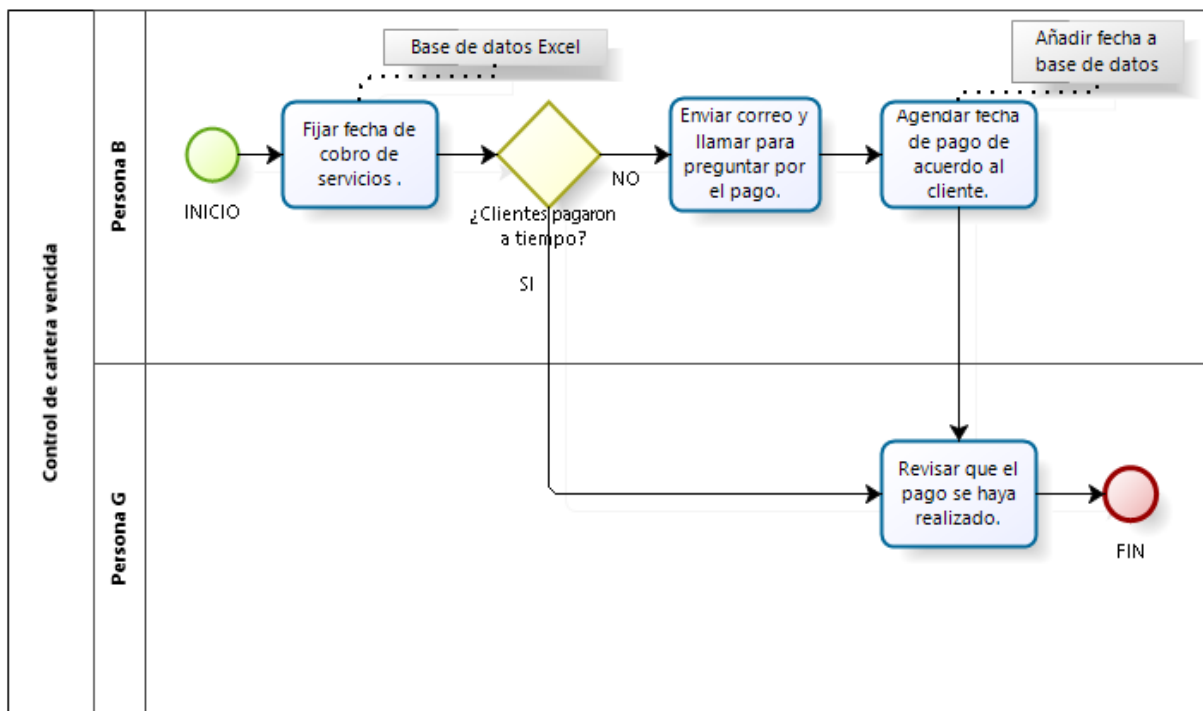 Control de cartera vencida
Persona B
Base de datos Excel
Añadir fecha a
base de datos
INICIO
Fijar fecha de
cobro de
servicios .
¿Clientes pagaron
a tiempo?
NO
SI
Enviar correo y
llamar para
preguntar por
el pago.
Agendar fecha
de pago de
acuerdo al
cliente.
Persona G
Revisar que el
pago se haya
realizado.
FIN